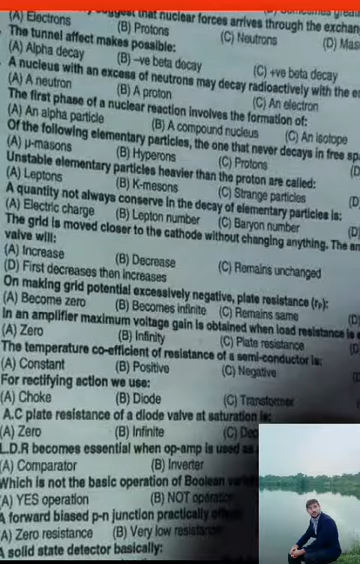 suggest that nuclear forces arrives through the exchan
(A) Electrons (B) Protons (C) Neutrons (D) Mas
The tunnel affect makes possible:
(A) Alpha decay (B) –ve beta decay (C) +ve beta decay
A nucleus with an excess of neutrons may decay radioactively with the e
(A) A neutron (B) A proton (C) An electron
The first phase of a nuclear reaction involves the formation of:
(A) An alpha particle (B) A compound nucleus (C) An isotope
Of the following elementary particles, the one that never decays in free sp
(A) μ-masons (B) Hyperons (C) Protons (D
Unstable elementary particles heavier than the proton are called:
(A) Leptons (B) K-mesons (C) Strange particles (D)
A quantity not always conserve in the decay of elementary particles is:
(A) Electric charge (B) Lepton number (C) Baryon number (D)
The grid is moved closer to the cathode without changing anything. The an
valve will:
(A) Increase (B) Decrease (C) Remains unchanged
(D) First decreases then increases
On making grid potential excessively negative, plate resistance (rₚ):
(A) Become zero (B) Becomes infinite (C) Remains same (D)
In an amplifier maximum voltage gain is obtained when load resistance is
(A) Zero (B) Infinity (C) Plate resistance (D
The temperature co-efficient of resistance of a semi-conductor is:
(A) Constant (B) Positive (C) Negative
For rectifying action we use:
(A) Choke (B) Diode (C) Transformer
A.C plate resistance of a diode valve at saturation is:
(A) Zero (B) Infinite (C) Dec
L.D.R becomes essential when op-amp is used as
(A) Comparator (B) Inverter
Which is not the basic operation of Boolean
(A) YES operation (B) NOT operation
A forward biased p-n junction practically
(A) Zero resistance (B) Very low resistance
A solid state detector basically: